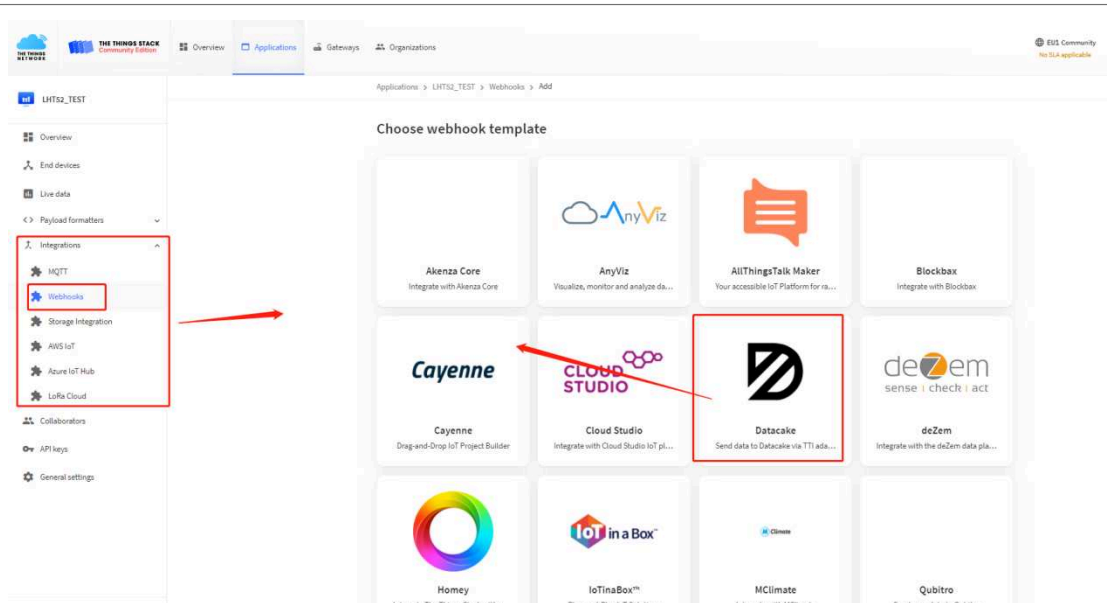 THE THINGS NETWORK
THE THINGS STACK
Community Edition
Overview
Applications
Gateways
Organizations
EU1 Community
No SLA applicable
LHT52_TEST
Applications > LHT52_TEST > Webhooks > Add
Overview
End devices
Live data
<> Payload formatters
Integrations
MQTT
Webhooks
Storage Integration
AWS IoT
Azure IoT Hub
LoRa Cloud
Collaborators
API keys
General settings
Choose webhook template
Akenza Core
Integrate with Akenza Core
AnyViz
AnyViz
Visualize, monitor and analyze da...
AllThingsTalk Maker
Your accessible IoT Platform for ra...
Blockbax
Integrate with Blockbax
Cayenne
Cayenne
Drag-and-Drop IoT Project Builder
CLOUD
STUDIO
Cloud Studio
Integrate with Cloud Studio IoT pl...
Datacake
Send data to Datacake via TTI ada...
deZem
sense | check | act
deZem
Integrate with the deZem data pla...
Homey
IoT in a Box™
IoTinaBox™
MClimate
MClimate
Qubitro